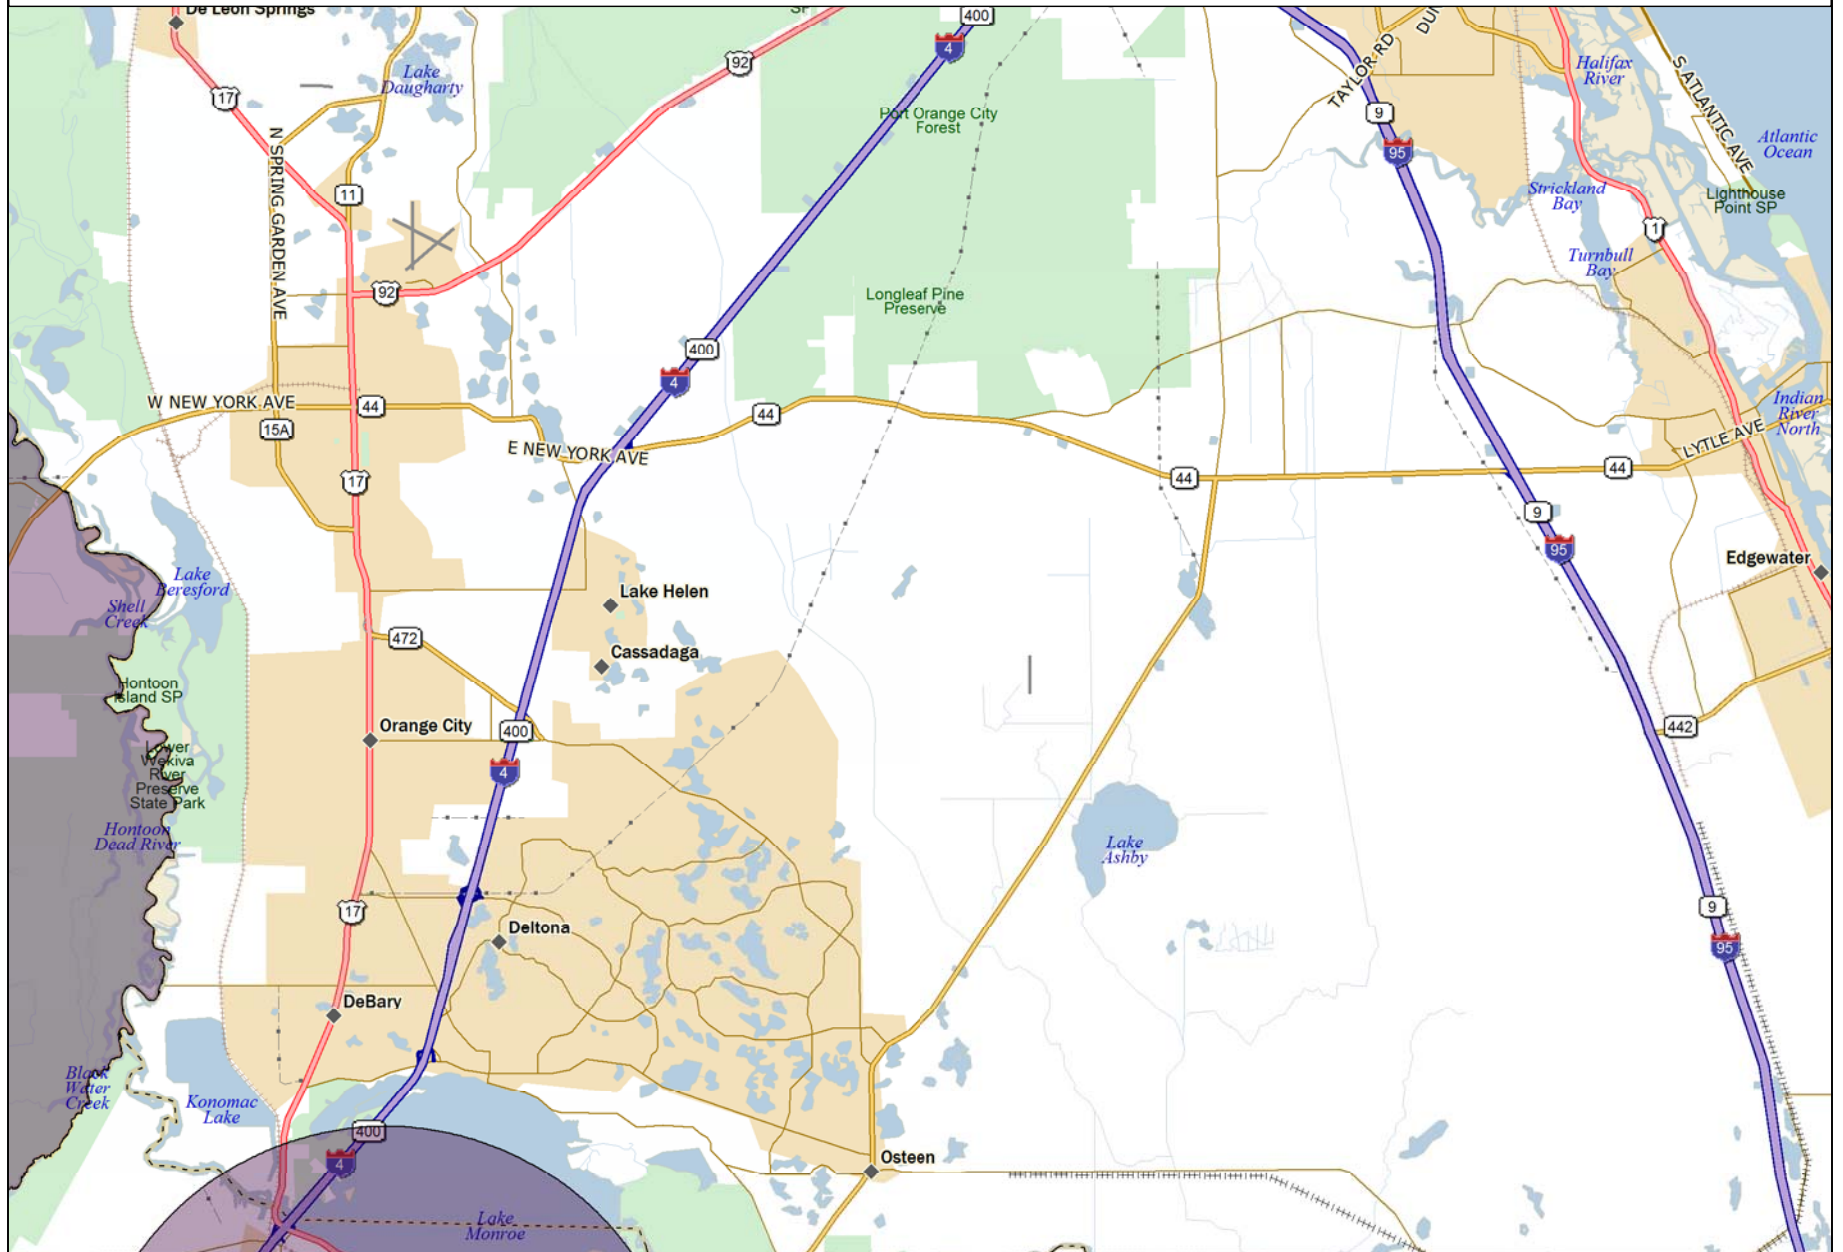 De Leon Springs
SP
400
4
92
17
Lake
Daugharty
TAYLOR RD
DUN
S ATLANTIC AVE
Halifax
River
9
95
Port Orange City
Forest
Atlantic
Ocean
N SPRING GARDEN AVE
11
Strickland
Bay
Lighthouse
Point SP
1
Turnbull
Bay
92
Longleaf Pine
Preserve
400
4
W NEW YORK AVE
44
15A
44
E NEW YORK AVE
Indian
River
North
LYTLE AVE
17
44
44
9
95
Edgewater
Lake
Beresford
Shell
Creek
Lake Helen
472
Cassadaga
Hontoon
Island SP
Orange City
400
442
Lower
Wekiva
River
Preserve
State Park
4
Hontoon
Dead River
Lake
Ashby
17
9
Deltona
95
DeBary
Black
Water
Creek
Konomac
Lake
400
4
Osteen
Lake
Monroe